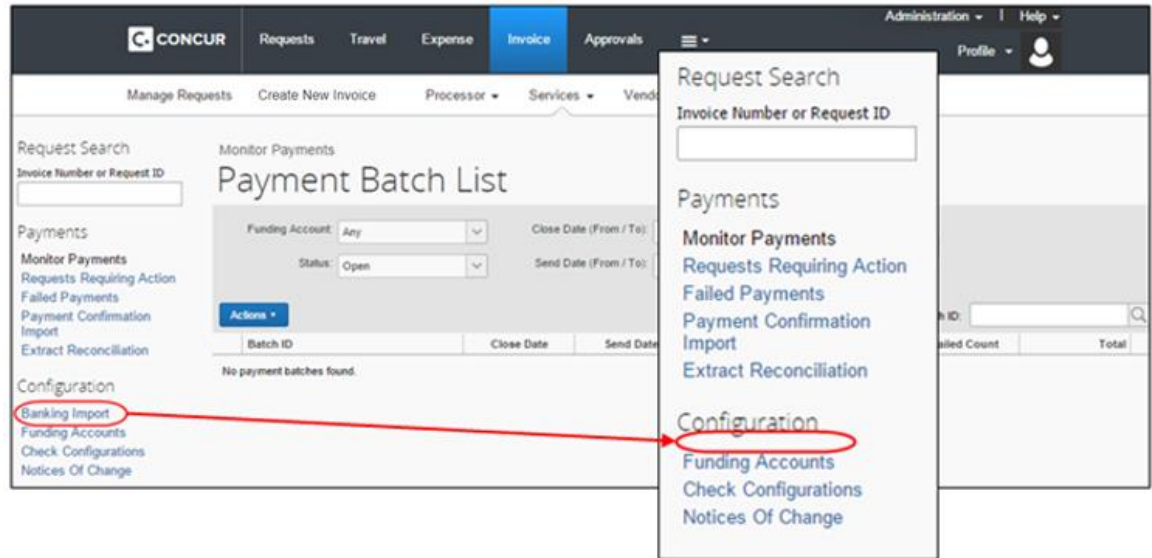 Administration Help
C. CONCUR Requests Travel Expense Invoice Approvals
Profile
Manage Requests Create New Invoice Processor Services
Request Search
Invoice Number or Request ID
Payments
Monitor Payments
Requests Requiring Action
Failed Payments
Payment Confirmation
Import
Extract Reconciliation
Configuration
Banking Import
Funding Accounts
Check Configurations
Notices Of Change
Monitor Payments
Payment Batch List
Funding Account: Any Close Date (From / To):
Status: Open Send Date (From / To):
Actions ID:
Batch ID Close Date Send Date Count Total
No payment batches found.
Request Search
Invoice Number or Request ID
Payments
Monitor Payments
Requests Requiring Action
Failed Payments
Payment Confirmation
Import
Extract Reconciliation
Configuration
Funding Accounts
Check Configurations
Notices Of Change